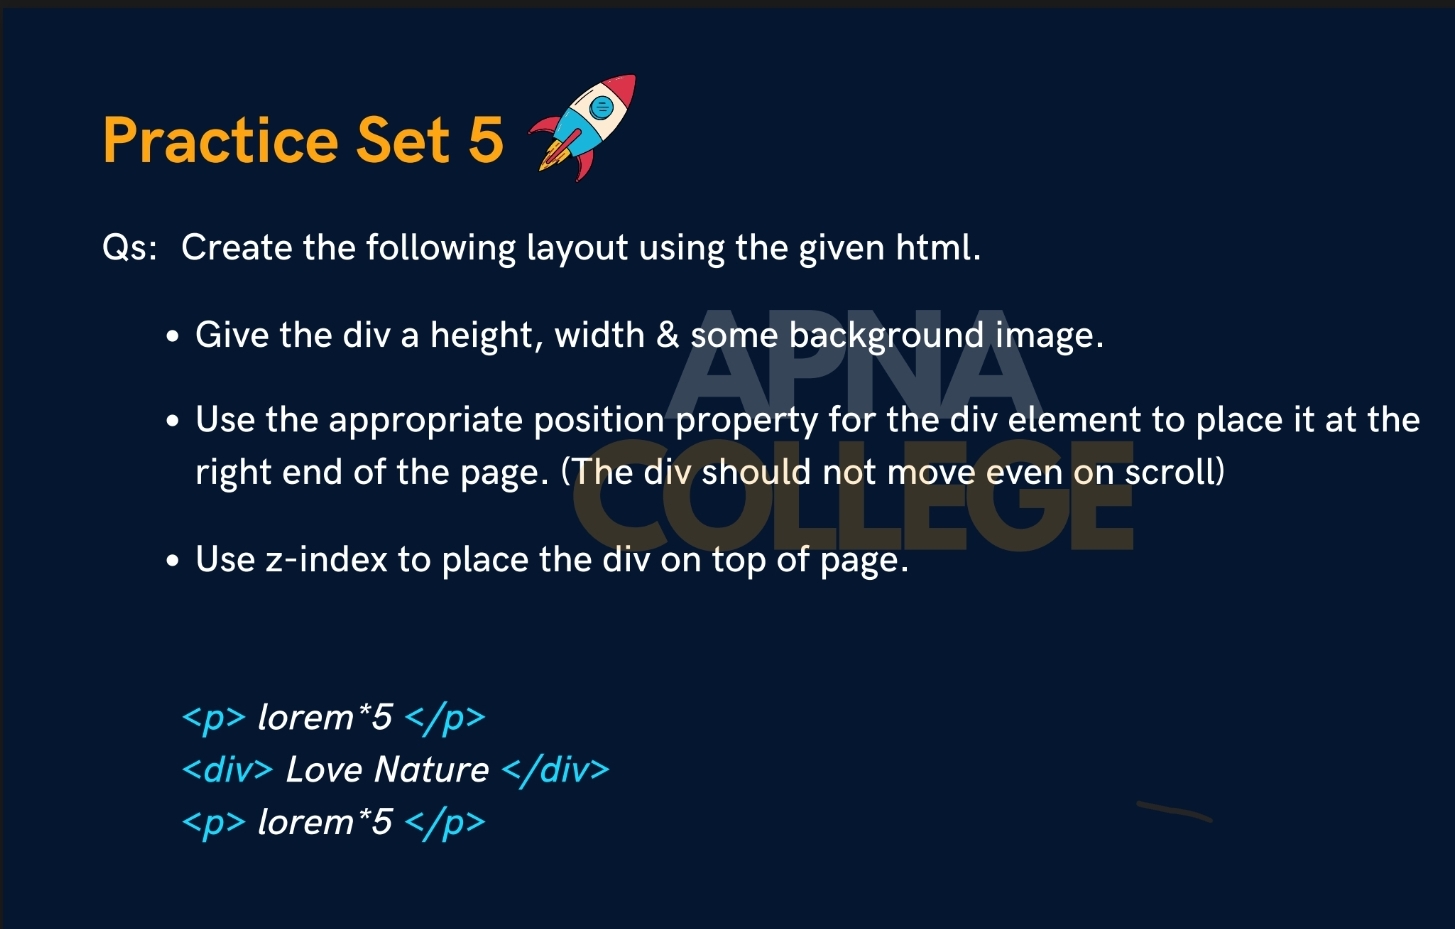 Practice Set 5
Qs: Create the following layout using the given html.
• Give the div a height, width & some background image.
• Use the appropriate position property for the div element to place it at the
right end of the page. (The div should not move even on scroll)
• Use z-index to place the div on top of page.
APNA
COLLEGE
<p> lorem*5 </p>
<div> Love Nature </div>
<p> lorem*5 </p>